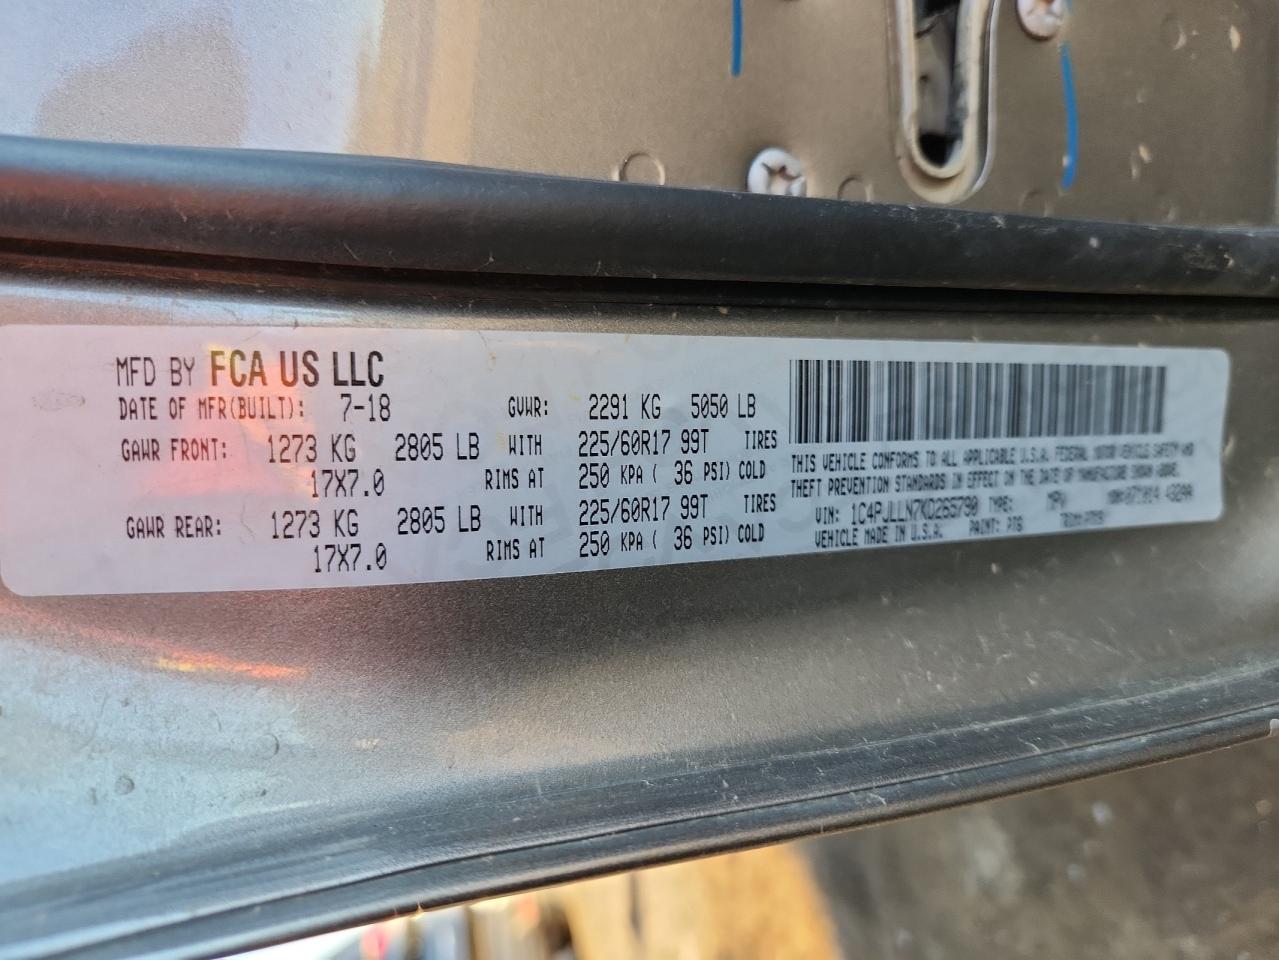 MFD BY FCA US LLC
DATE OF MFR(BUILT): 7-18 GVWR: 2291 KG 5050 LB
GAWR FRONT: 1273 KG 2805 LB WITH 225/60R17 99T TIRES
17X7.0 RIMS AT 250 KPA ( 36 PSI) COLD
GAWR REAR: 1273 KG 2805 LB WITH 225/60R17 99T TIRES
17X7.0 RIMS AT 250 KPA ( 36 PSI) COLD
THIS VEHICLE CONFORMS TO ALL APPLICABLE U.S.A. FEDERAL MOTOR VEHICLE SAFETY AND
THEFT PREVENTION STANDARDS IN EFFECT ON THE DATE OF MANUFACTURE SHOWN ABOVE.
VIN: 1C4PJLLN7KD265790 TYPE: MPV
VEHICLE MADE IN U.S.A. PAINT: PTS